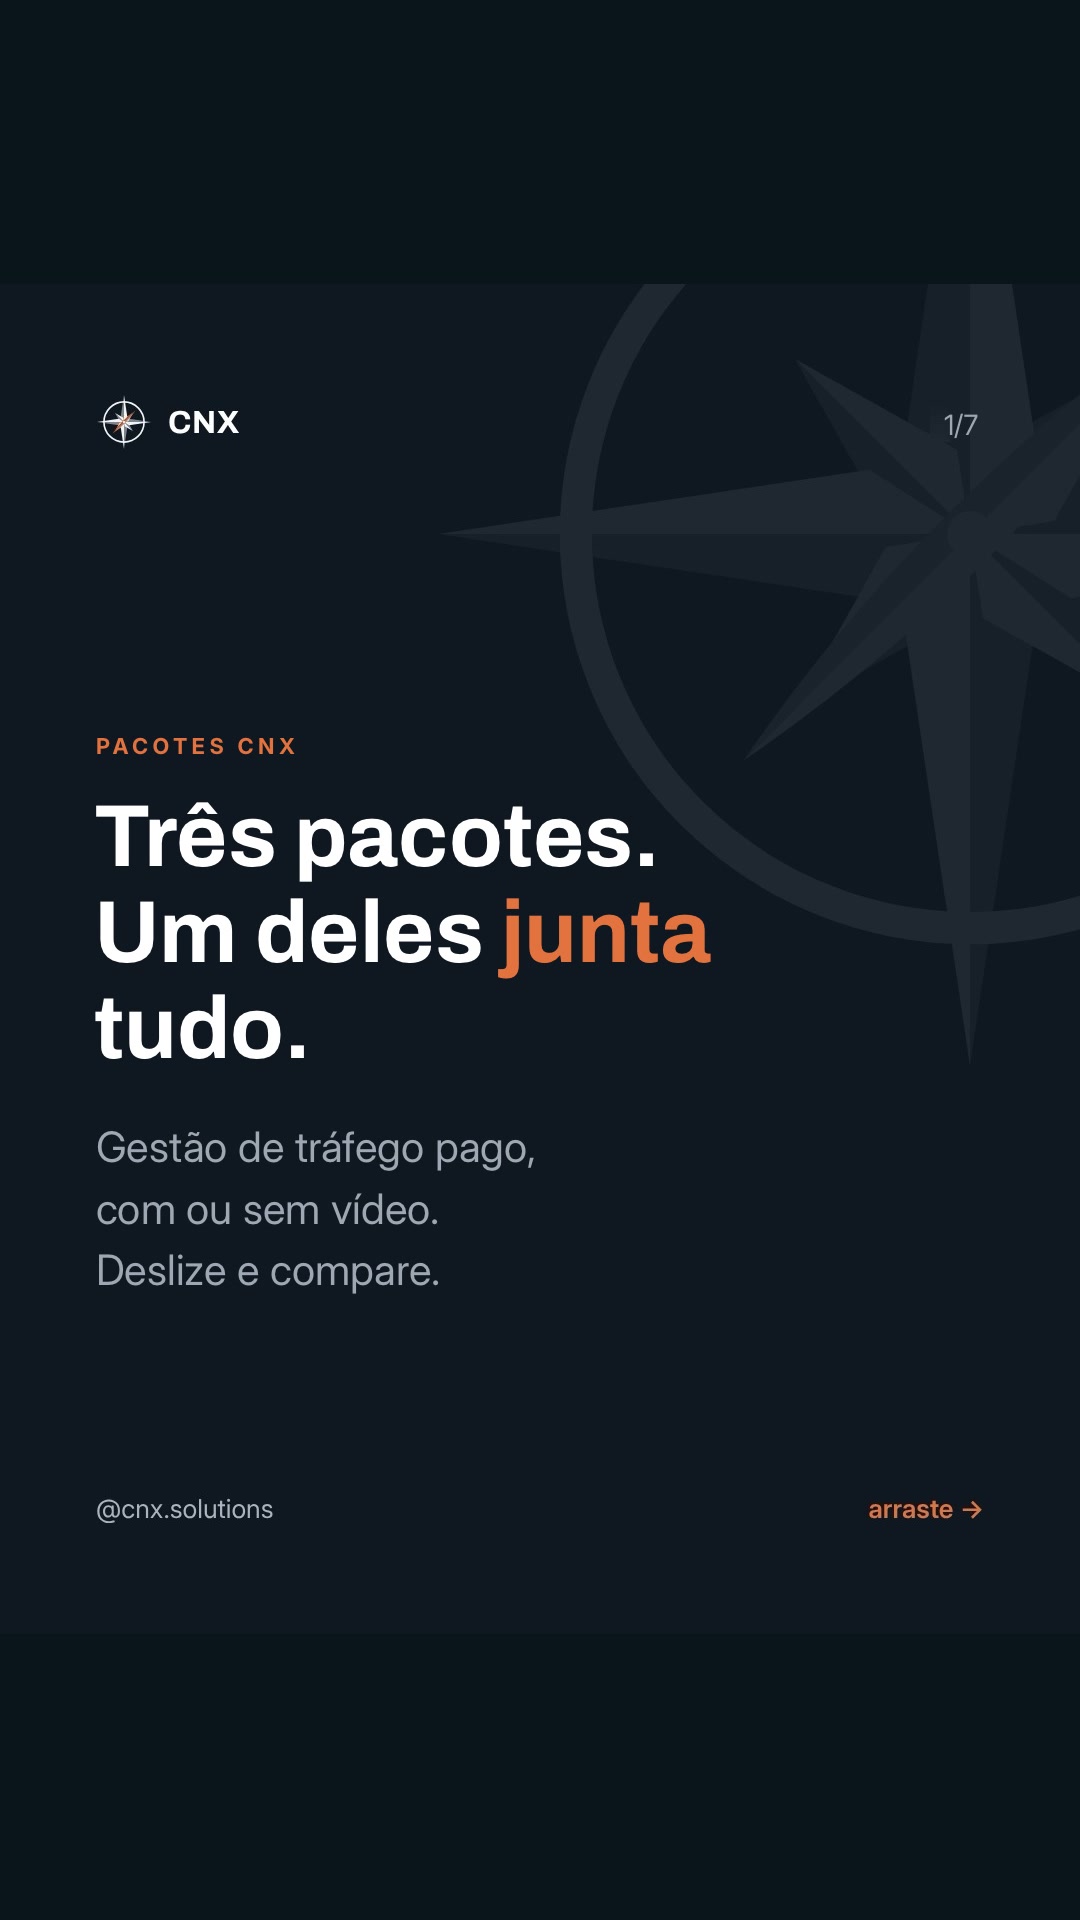 CNX
1/7
PACOTES CNX
Três pacotes.
Um deles junta
tudo.
Gestão de tráfego pago,
com ou sem vídeo.
Deslize e compare.
@cnx.solutions
arraste →